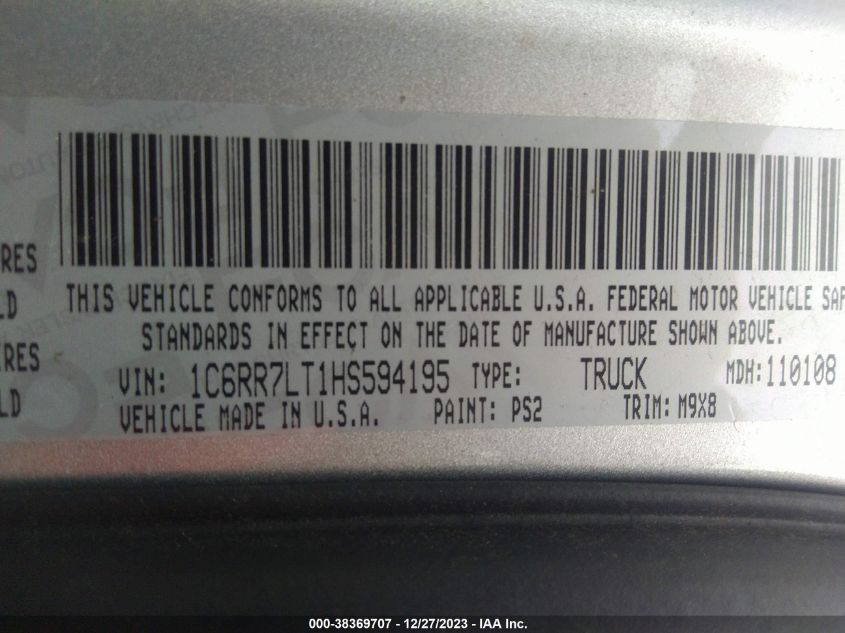 RES
LD
THIS VEHICLE CONFORMS TO ALL APPLICABLE U.S.A. FEDERAL MOTOR VEHICLE SAF
STANDARDS IN EFFECT ON THE DATE OF MANUFACTURE SHOWN ABOVE.
RES
LD
VIN: 1C6RR7LT1HS594195 TYPE: TRUCK MDH:110108
VEHICLE MADE IN U.S.A. PAINT: PS2 TRIM: M9X8
000-38369707 - 12/27/2023 - IAA Inc.